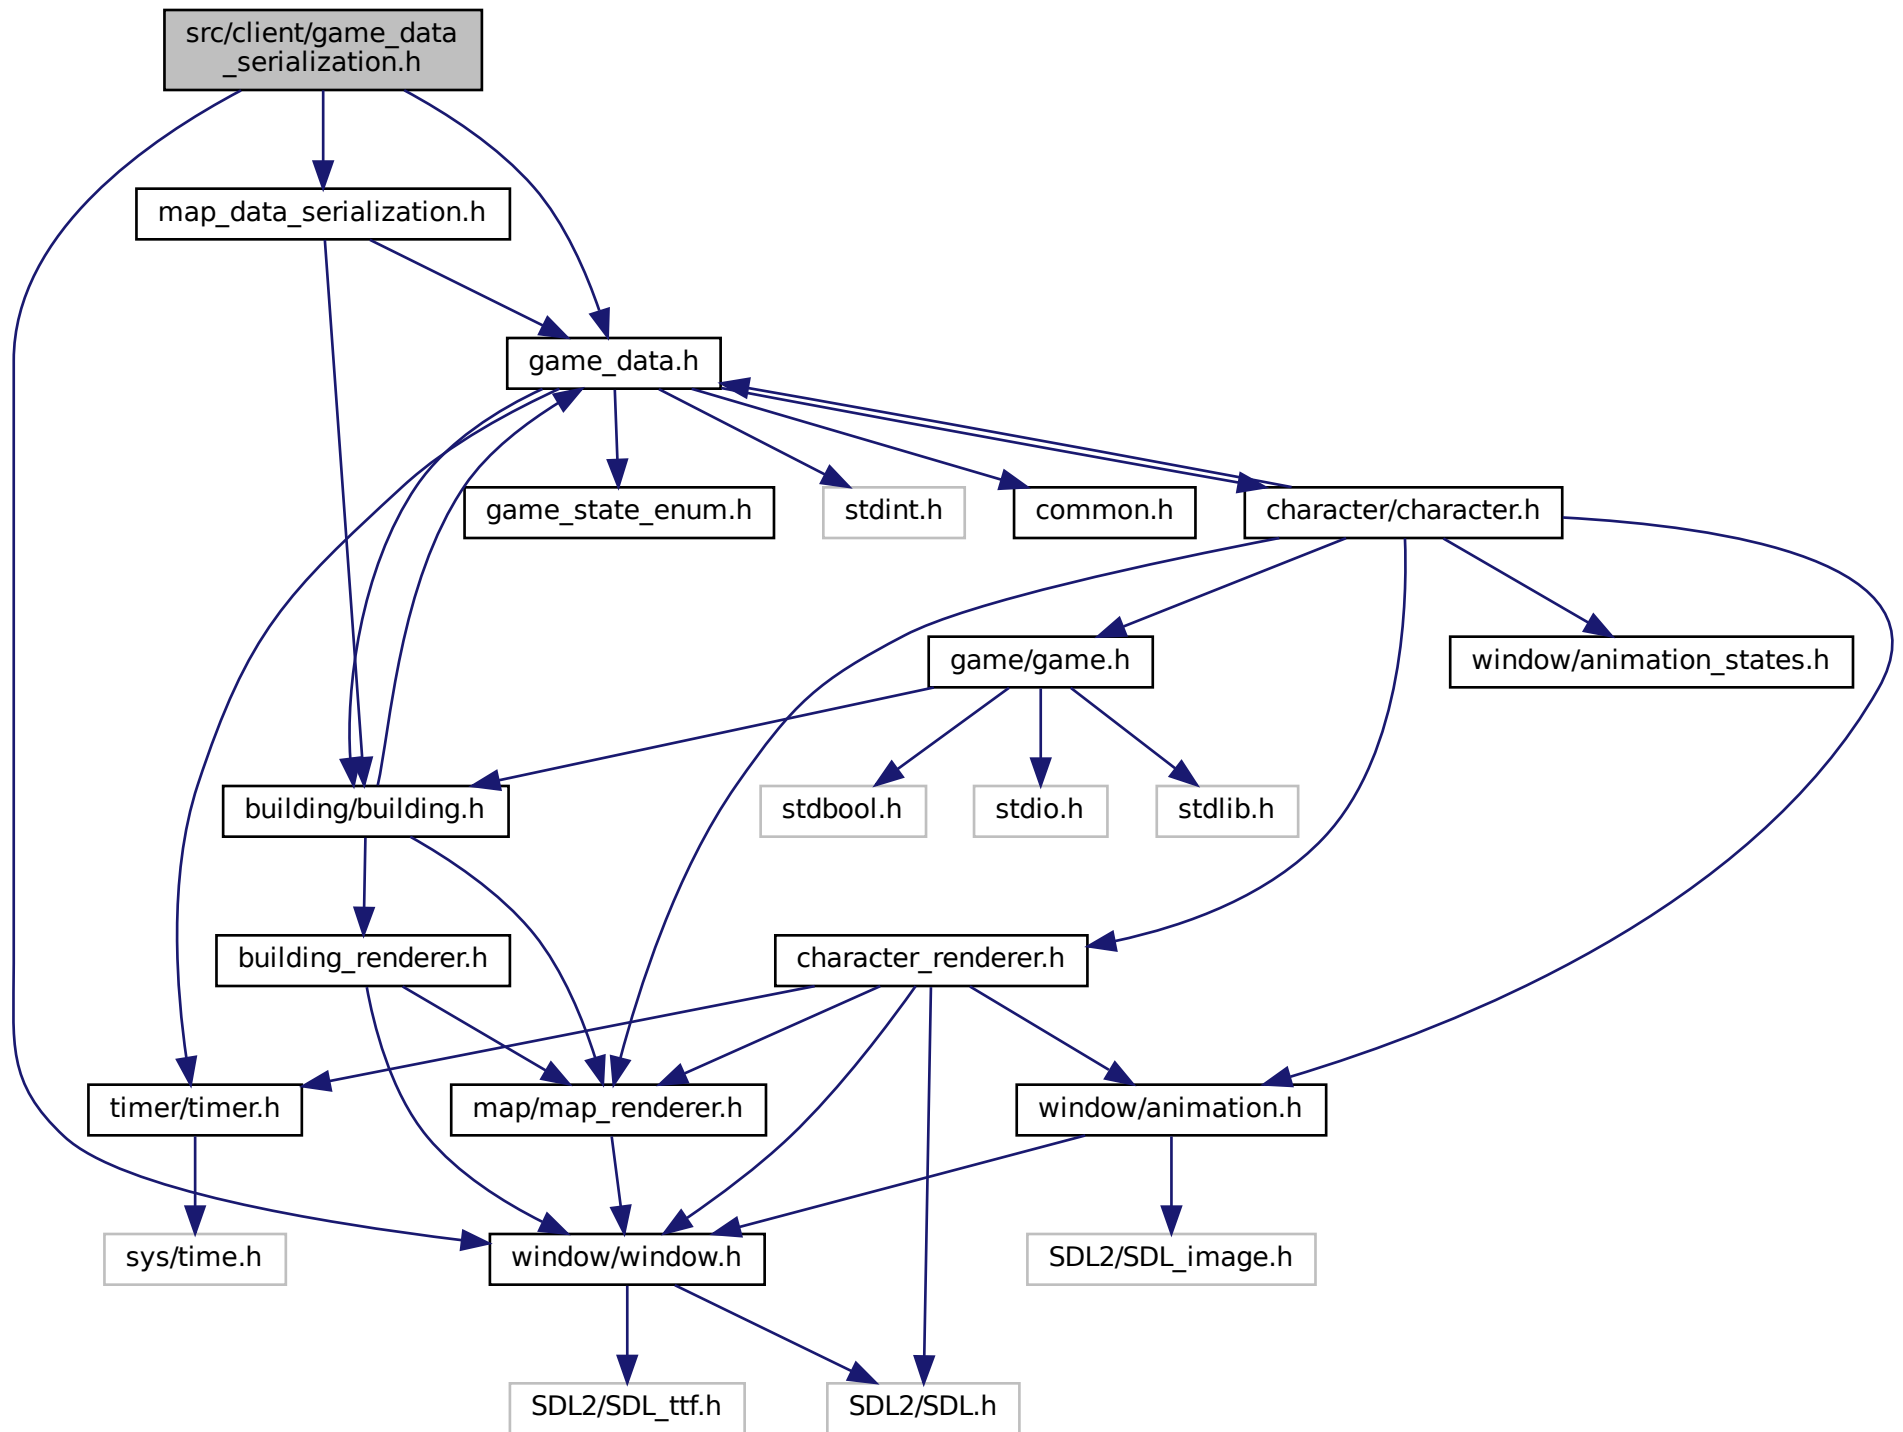 src/client/game_data
_serialization.h
map_data_serialization.h
game_data.h
game_state_enum.h
stdint.h
common.h
character/character.h
game/game.h
window/animation_states.h
building/building.h
stdbool.h
stdio.h
stdlib.h
building_renderer.h
character_renderer.h
timer/timer.h
map/map_renderer.h
window/animation.h
sys/time.h
window/window.h
SDL2/SDL_image.h
SDL2/SDL_ttf.h
SDL2/SDL.h